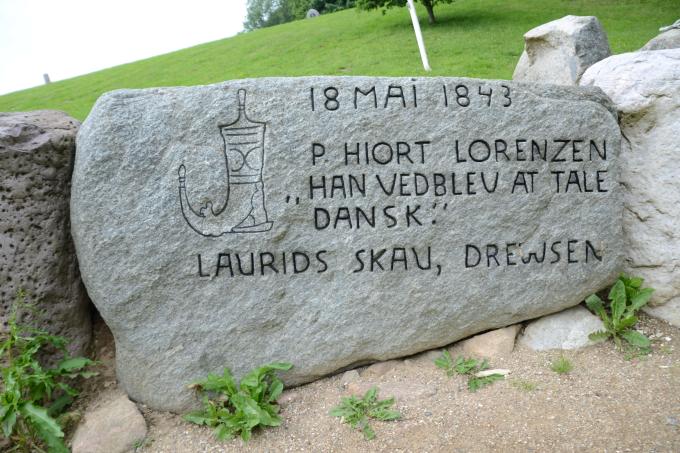 18 MAI 1843
P. HIORT LORENZEN
„HAN VEDBLEV AT TALE
DANSK."
LAURIDS SKAU, DREWSEN